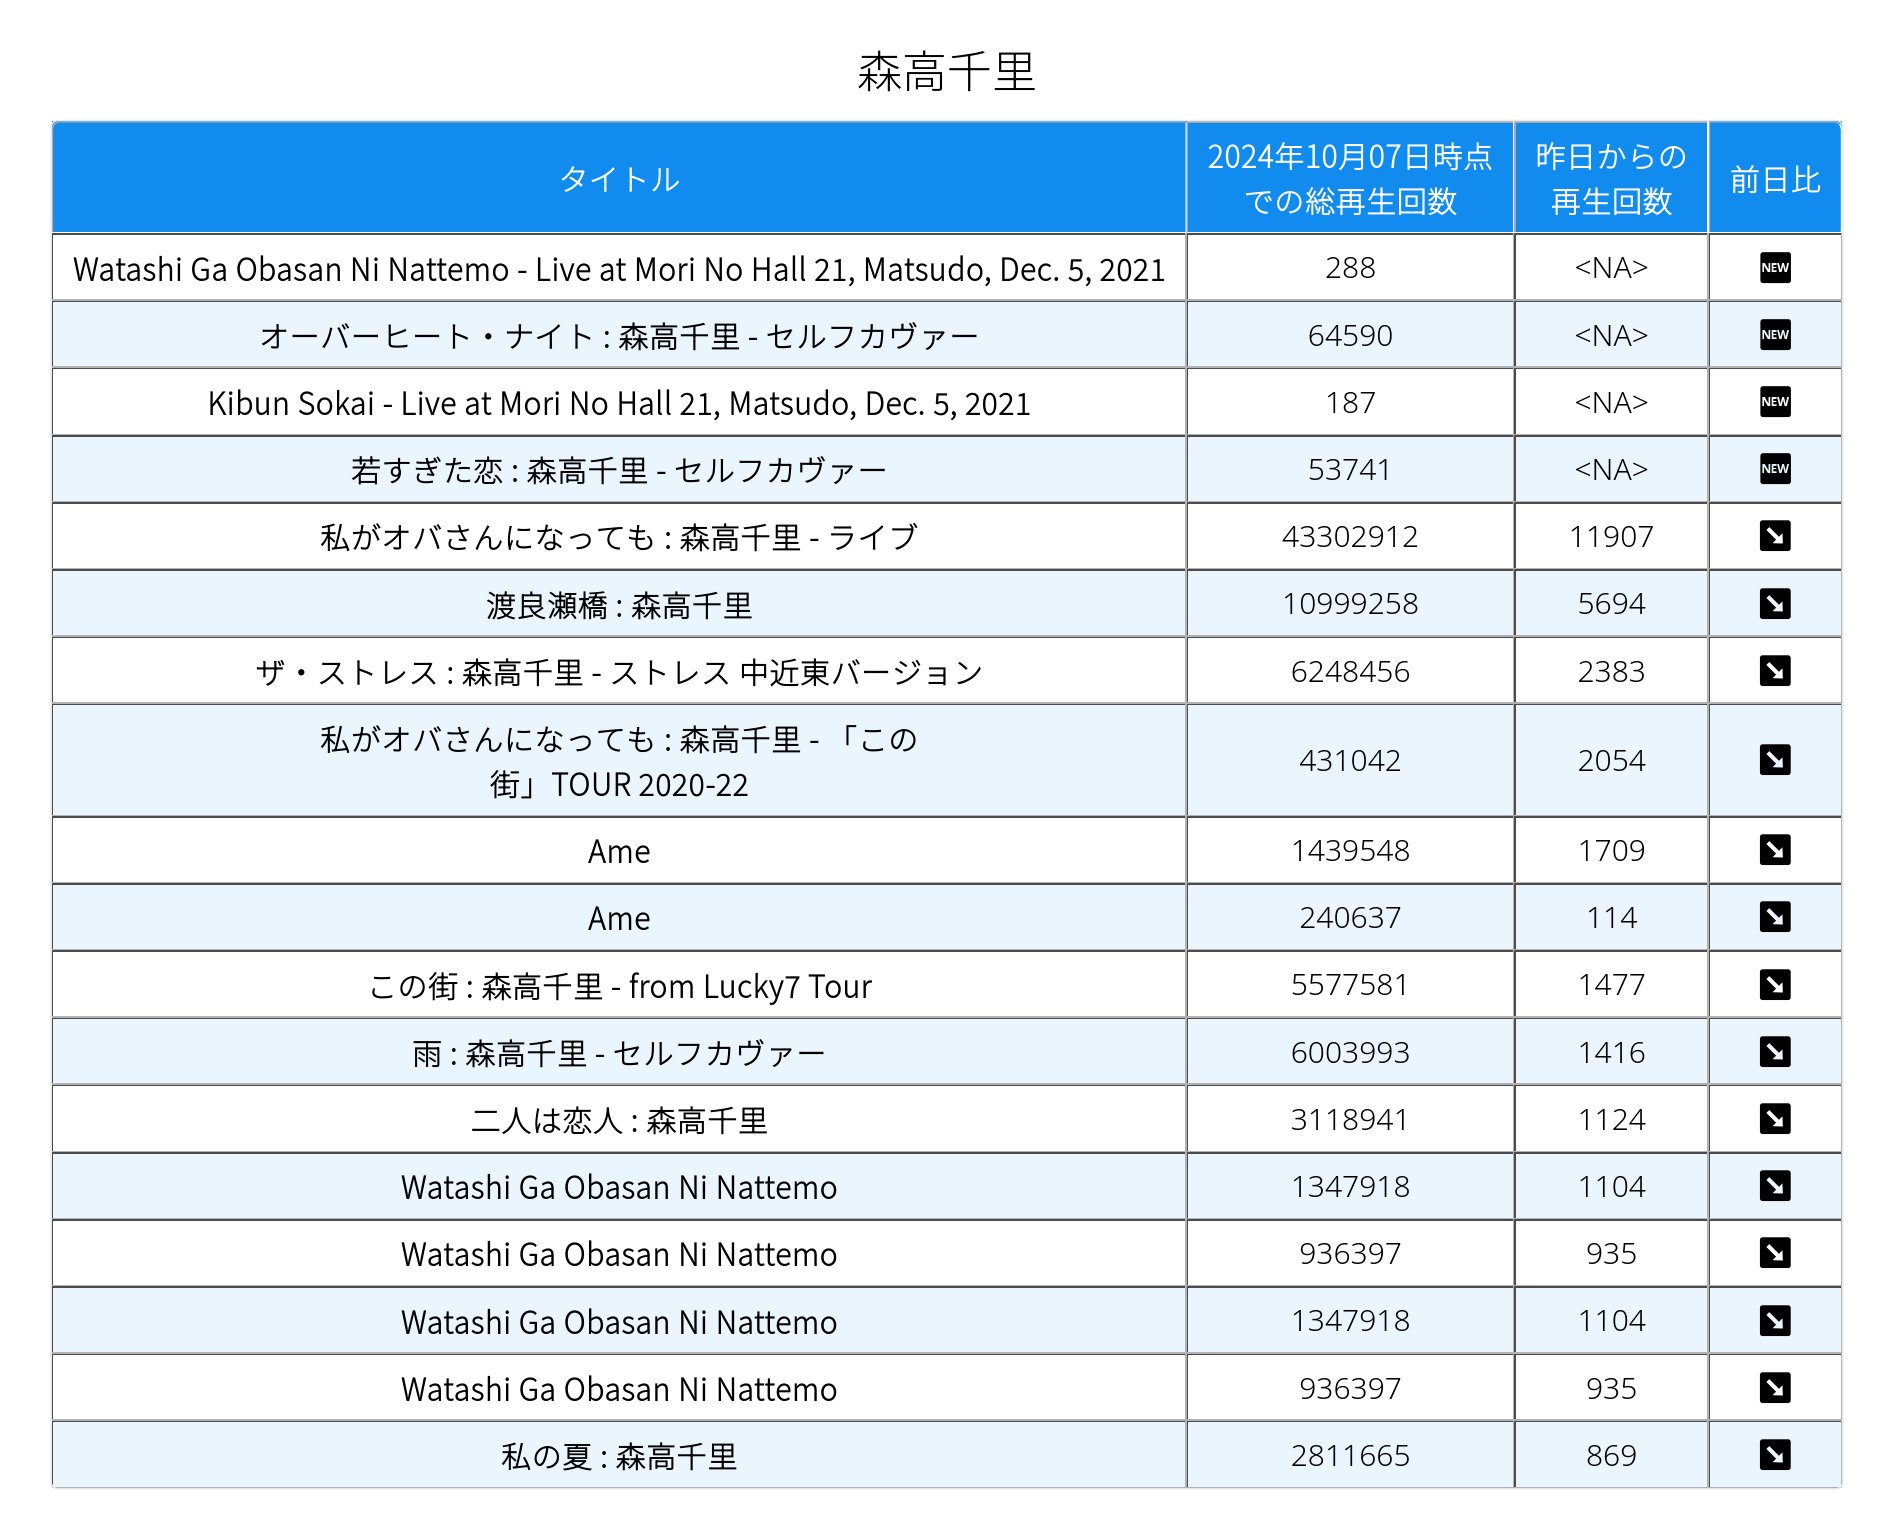 森高千里
タイトル
2024年10月07日時点
での総再生回数
昨日からの
再生回数
前日比
Watashi Ga Obasan Ni Nattemo - Live at Mori No Hall 21, Matsudo, Dec. 5, 2021 288 <NA> NEW
オーバーヒート・ナイト : 森高千里 - セルフカヴァー 64590 <NA> NEW
Kibun Sokai - Live at Mori No Hall 21, Matsudo, Dec. 5, 2021 187 <NA> NEW
若すぎた恋 : 森高千里 - セルフカヴァー 53741 <NA> NEW
私がオバさんになっても : 森高千里 - ライブ 43302912 11907
渡良瀬橋 : 森高千里 10999258 5694
ザ・ストレス : 森高千里 - ストレス 中近東バージョン 6248456 2383
私がオバさんになっても : 森高千里 - 「この
街」TOUR 2020-22 431042 2054
Ame 1439548 1709
Ame 240637 114
この街 : 森高千里 - from Lucky7 Tour 5577581 1477
雨 : 森高千里 - セルフカヴァー 6003993 1416
二人は恋人 : 森高千里 3118941 1124
Watashi Ga Obasan Ni Nattemo 1347918 1104
Watashi Ga Obasan Ni Nattemo 936397 935
Watashi Ga Obasan Ni Nattemo 1347918 1104
Watashi Ga Obasan Ni Nattemo 936397 935
私の夏 : 森高千里 2811665 869